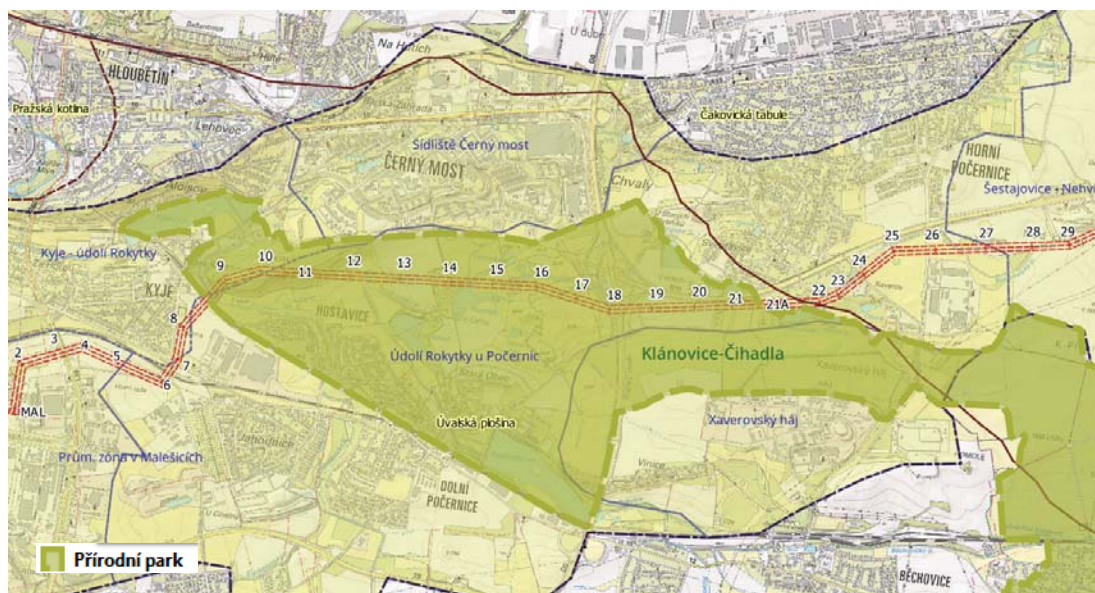 Na Hutích
U dubu
HLOUBĚTÍN
Pražská kotlina
Lehovec
Čakovická tabule
Sídliště Černý most
ČERNÝ MOST
HORNÍ
POČERNICE
Chvaly
Šestajovice - Nehvi
Kyje - údolí Rokytky
KYJE
HOSTAVICE
2
3
4
5
6
7
8
9
10
11
12
13
14
15
16
17
18
19
20
21
21A
22
23
24
25
26
27
28
29
MAL
Údolí Rokytky u Počernic
Klánovice-Čihadla
Xaverovský háj
Úvalská plošina
Jahodnice
Prům. zóna v Malešicích
DOLNÍ
POČERNICE
Vinice
BĚCHOVICE
Přírodní park